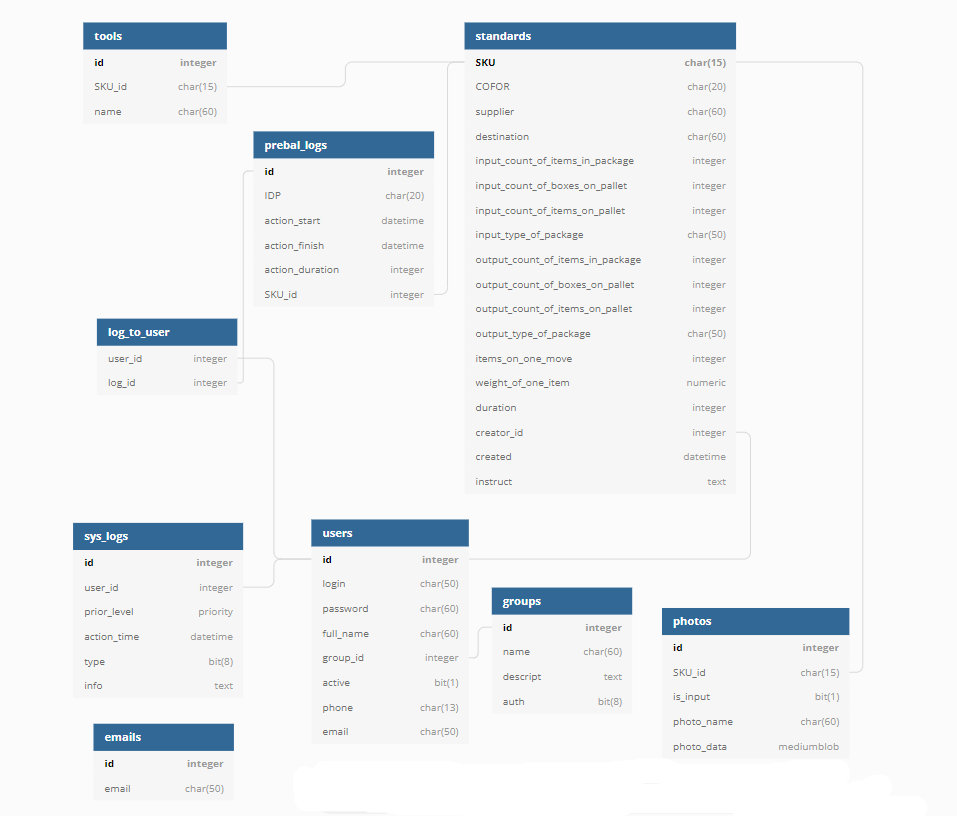 tools
id integer
SKU_id char(15)
name char(60)
standards
SKU char(15)
COFOR char(20)
supplier char(60)
destination char(60)
input_count_of_items_in_package integer
input_count_of_boxes_on_pallet integer
input_count_of_items_on_pallet integer
input_type_of_package char(50)
output_count_of_items_in_package integer
output_count_of_boxes_on_pallet integer
output_count_of_items_on_pallet integer
output_type_of_package char(50)
items_on_one_move integer
weight_of_one_item numeric
duration integer
creator_id integer
created datetime
instruct text
prebal_logs
id integer
IDP char(20)
action_start datetime
action_finish datetime
action_duration integer
SKU_id integer
log_to_user
user_id integer
log_id integer
sys_logs
id integer
user_id integer
prior_level priority
action_time datetime
type bit(8)
info text
users
id integer
login char(50)
password char(60)
full_name char(60)
group_id integer
active bit(1)
phone char(13)
email char(50)
groups
id integer
name char(60)
descript text
auth bit(8)
photos
id integer
SKU_id char(15)
is_input bit(1)
photo_name char(60)
photo_data mediumblob
emails
id integer
email char(50)